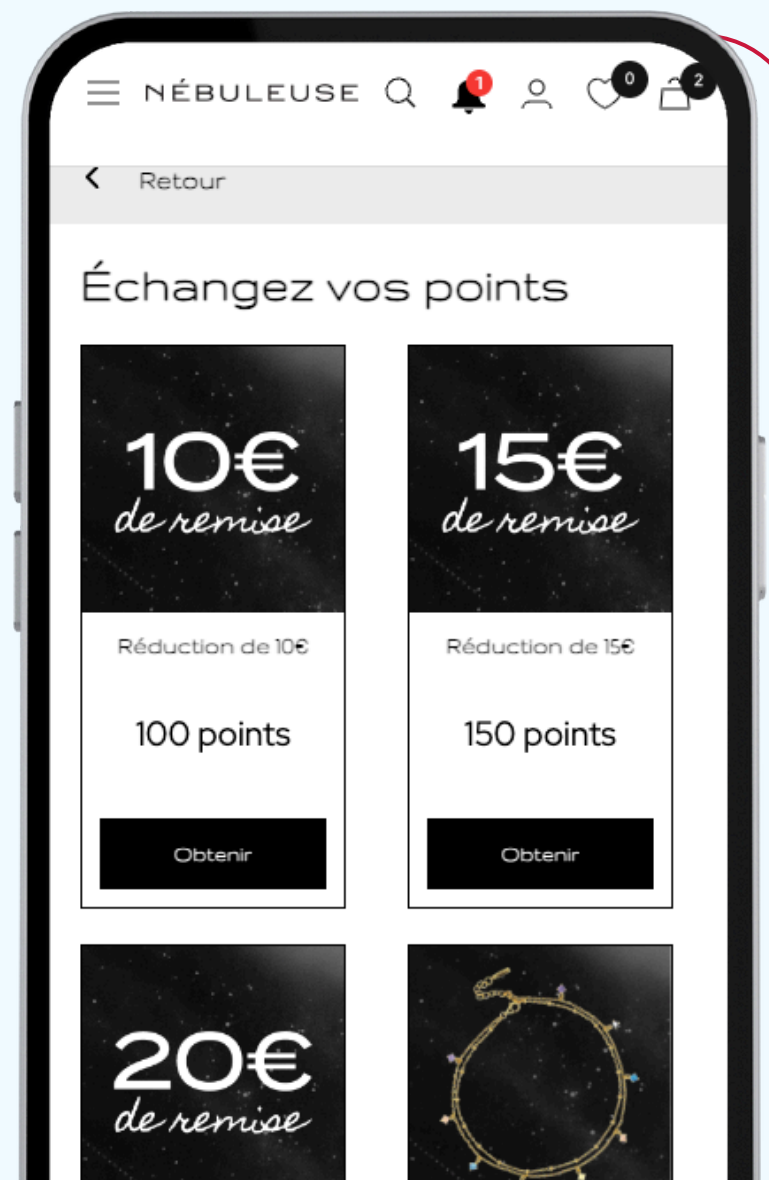 NÉBULEUSE
1
0
2
Retour
Échangez vos points
10€
de remise
15€
de remise
Réduction de 10€
Réduction de 15€
100 points
150 points
Obtenir
Obtenir
20€
de remise